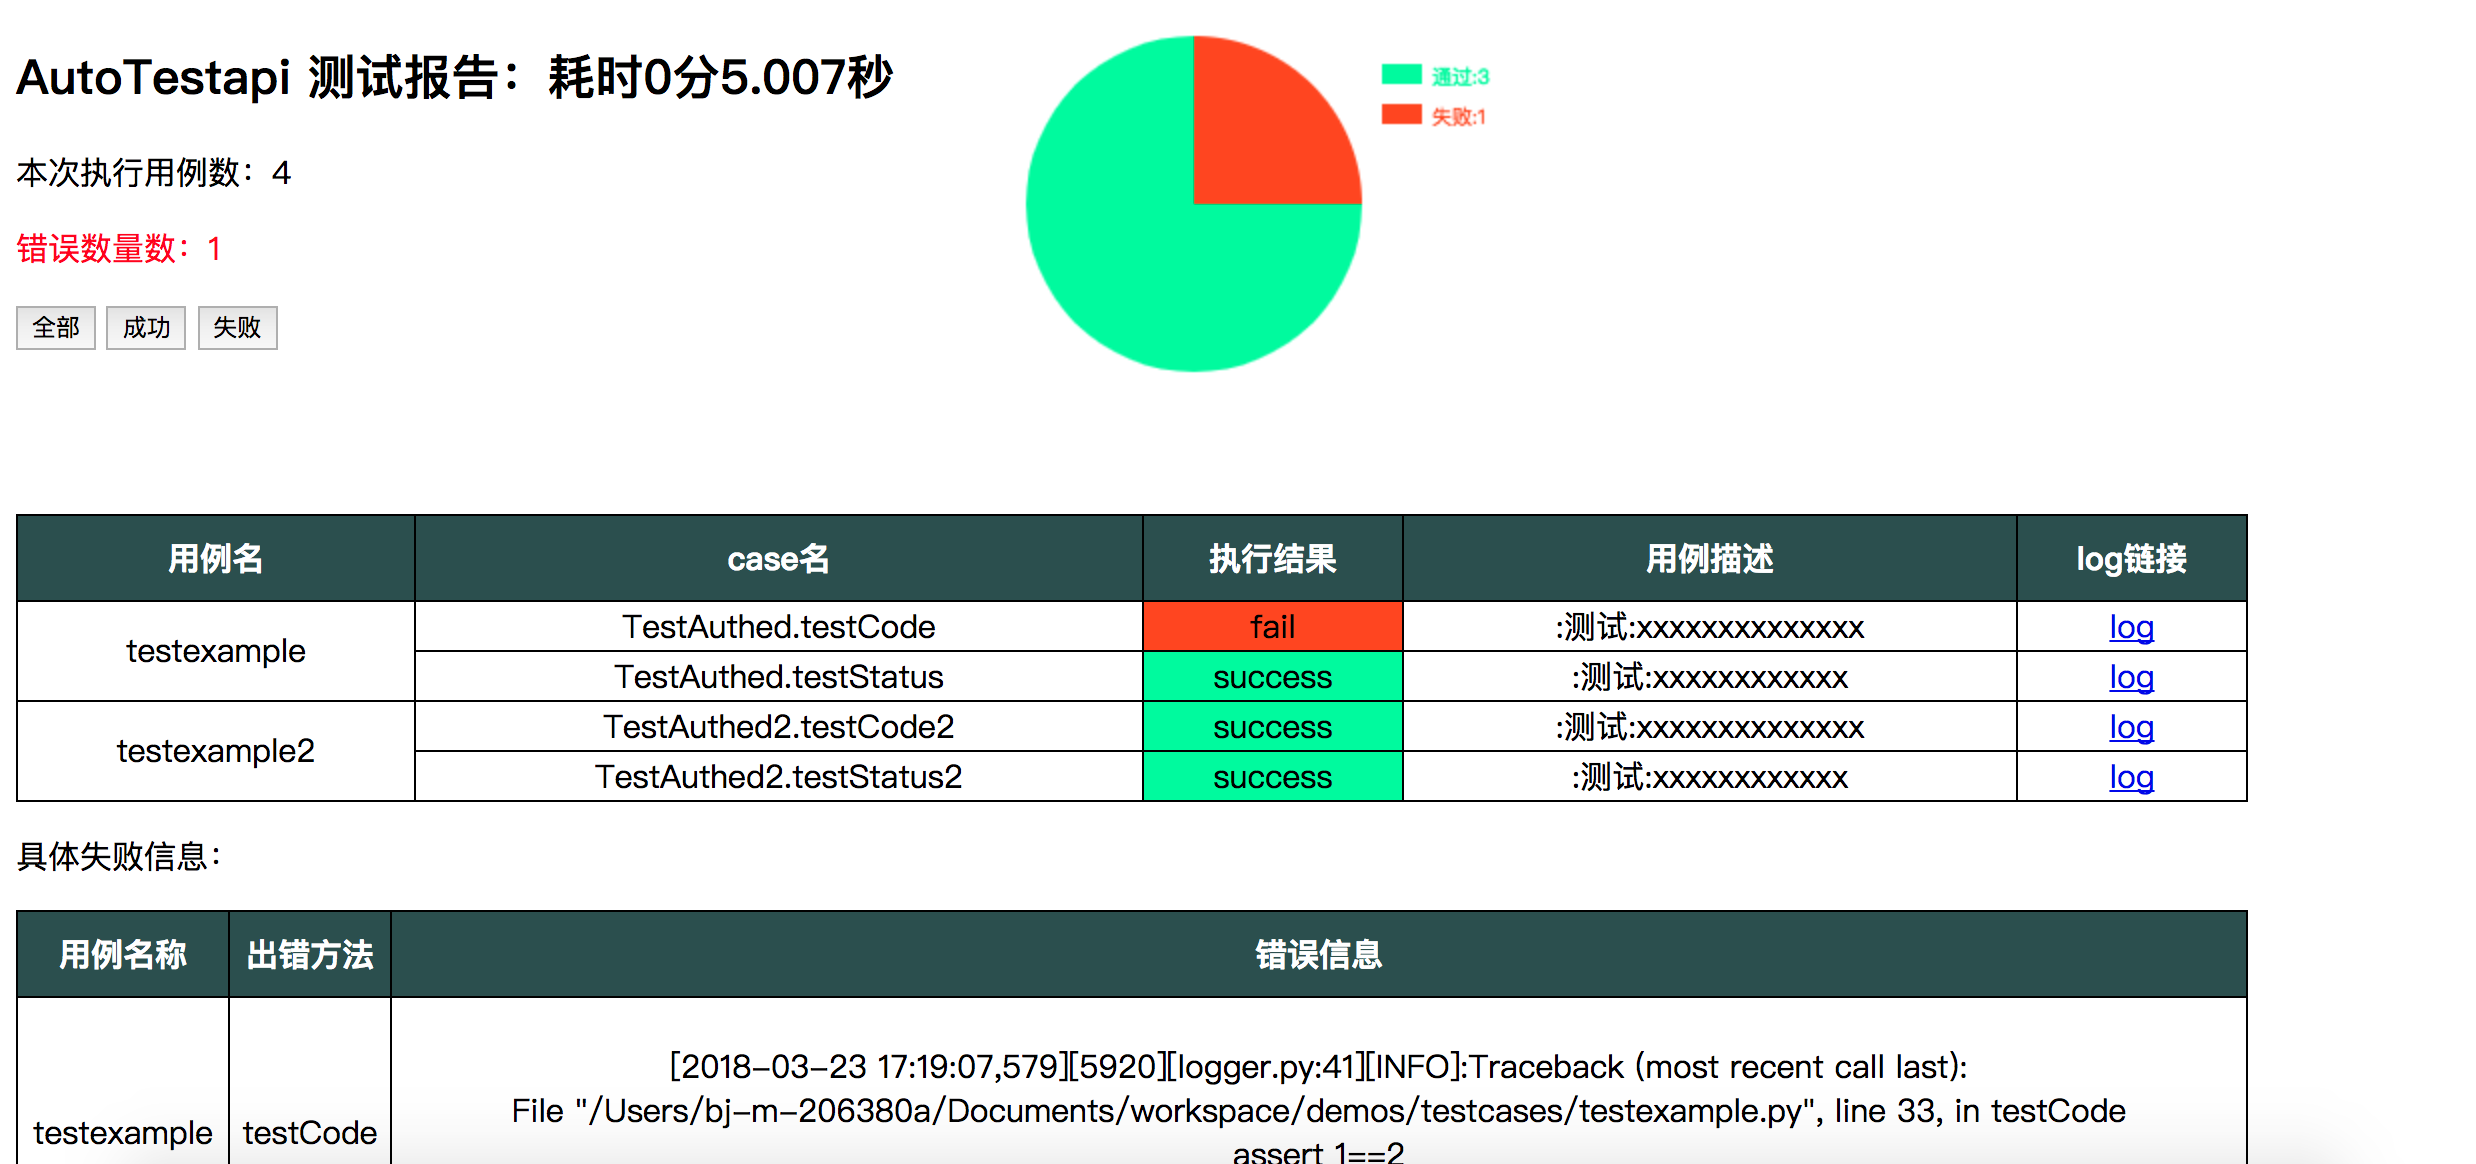 AutoTestapi 测试报告：耗时0分5.007秒
通过:3
失败:1
本次执行用例数：4
错误数量数：1
全部 成功 失败
用例名 case名 执行结果 用例描述 log链接
testexample TestAuthed.testCode fail :测试:xxxxxxxxxxxxxx log
TestAuthed.testStatus success :测试:xxxxxxxxxxxx log
testexample2 TestAuthed2.testCode2 success :测试:xxxxxxxxxxxxxx log
TestAuthed2.testStatus2 success :测试:xxxxxxxxxxxx log
具体失败信息：
用例名称 出错方法 错误信息
[2018-03-23 17:19:07,579][5920][logger.py:41][INFO]:Traceback (most recent call last):
File "/Users/bj-m-206380a/Documents/workspace/demos/testcases/testexample.py", line 33, in testCode
testexample testCode
assert 1==2